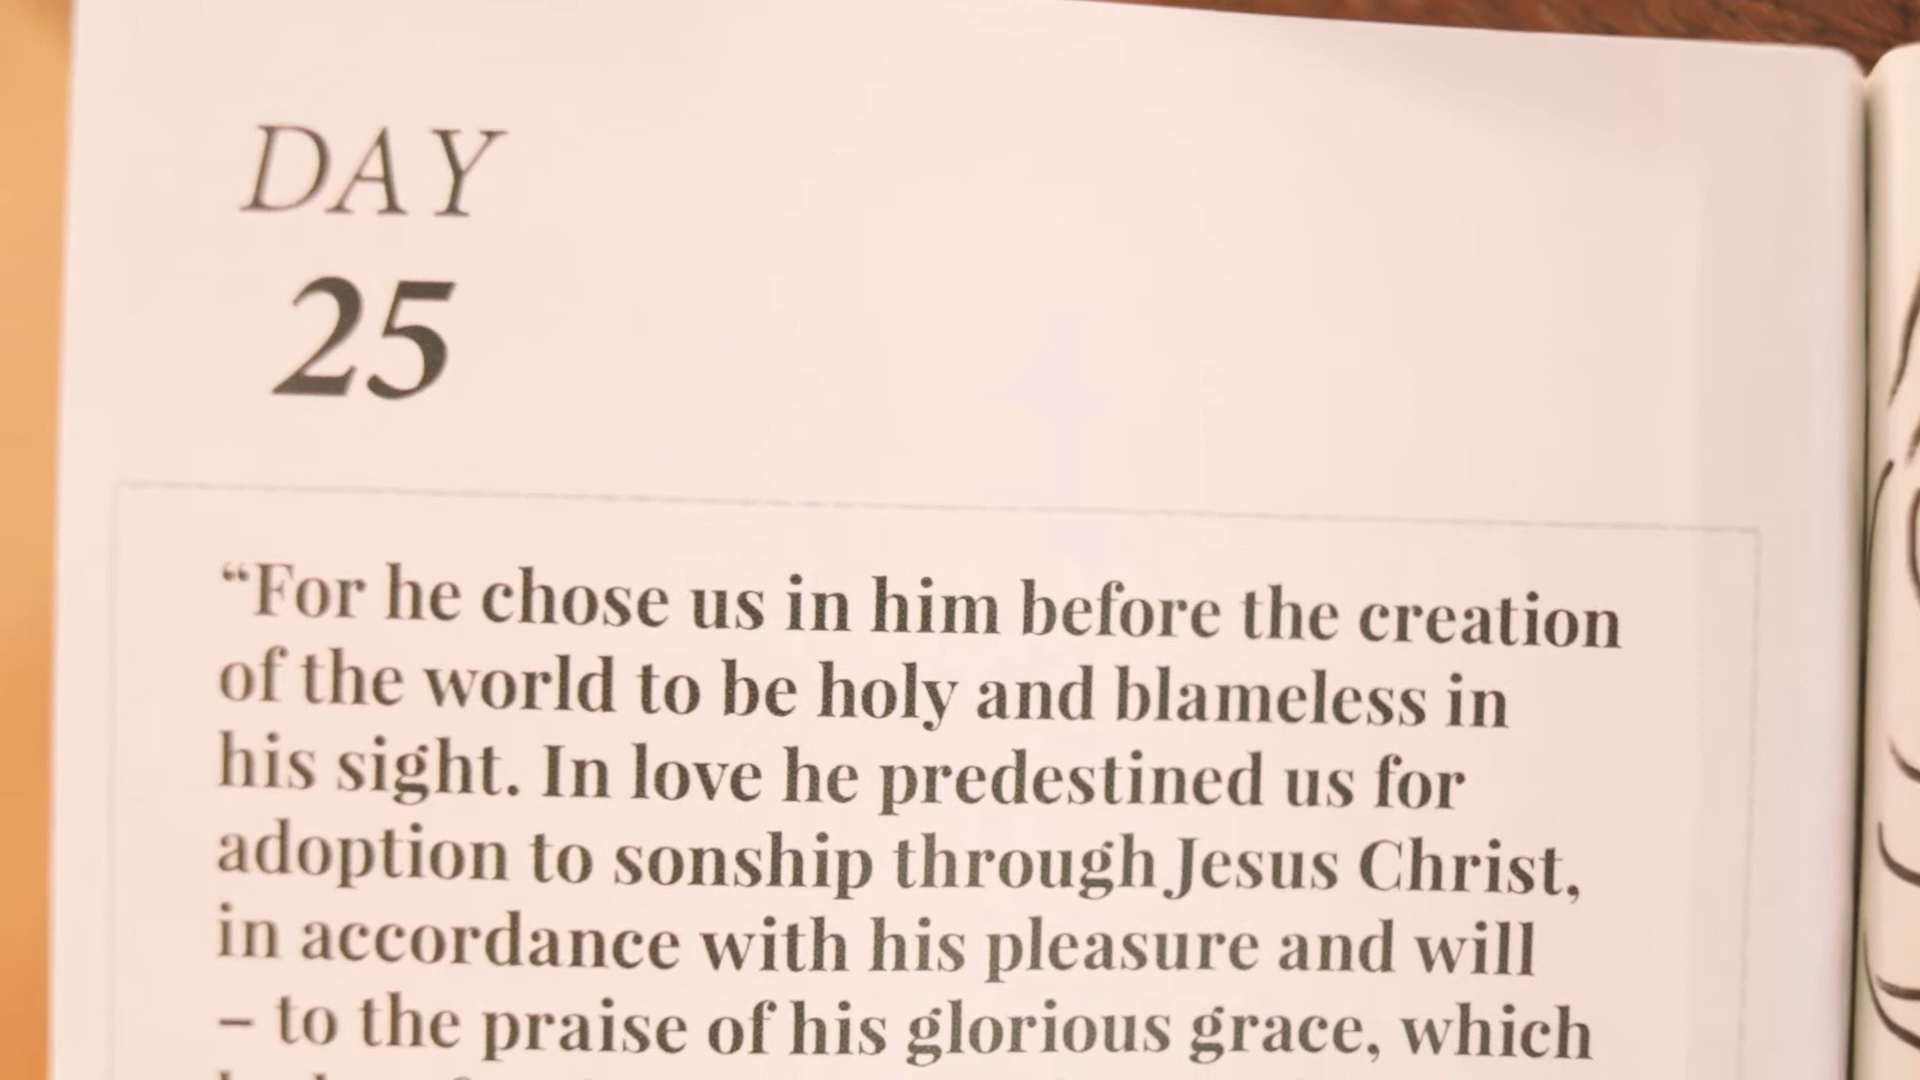 DAY
25
“For he chose us in him before the creation
of the world to be holy and blameless in
his sight. In love he predestined us for
adoption to sonship through Jesus Christ,
in accordance with his pleasure and will
– to the praise of his glorious grace, which